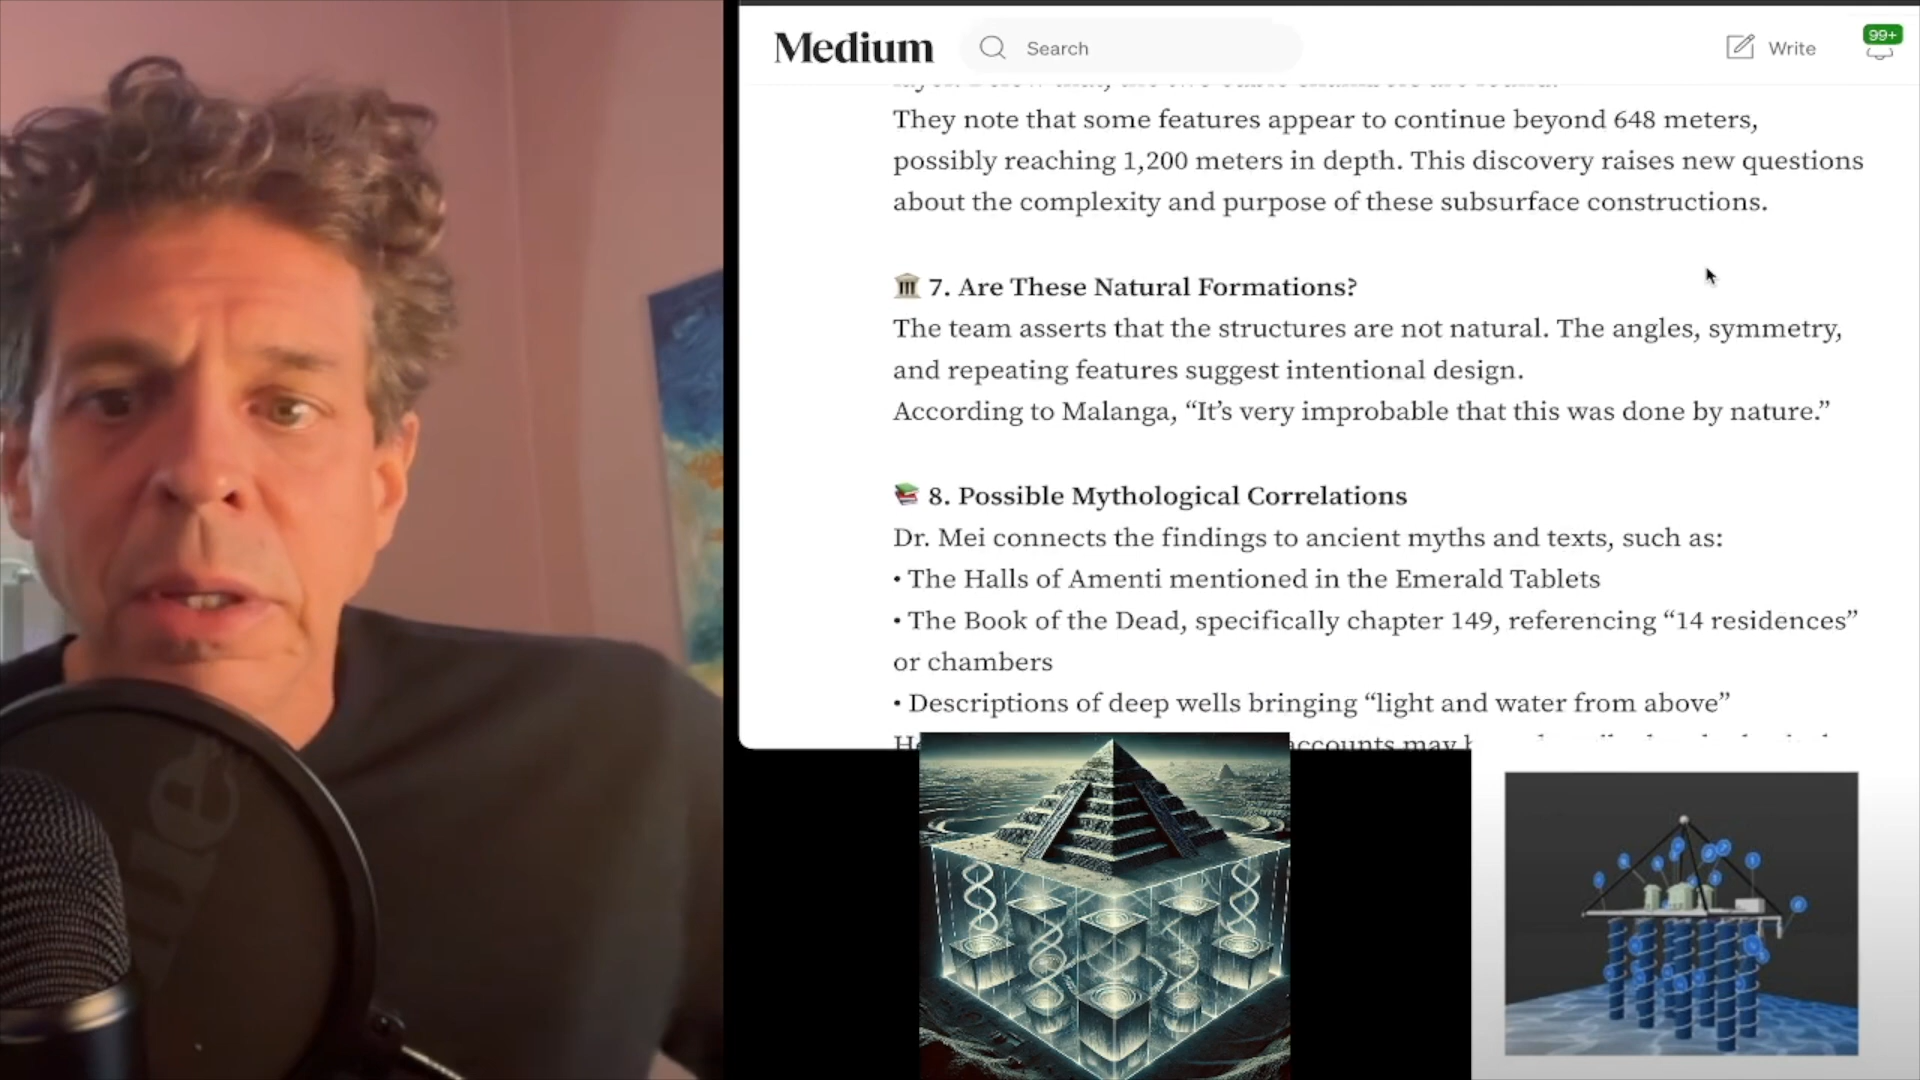 Medium
Search
Write
99+
They note that some features appear to continue beyond 648 meters,
possibly reaching 1,200 meters in depth. This discovery raises new questions
about the complexity and purpose of these subsurface constructions.
🏛 7. Are These Natural Formations?
The team asserts that the structures are not natural. The angles, symmetry,
and repeating features suggest intentional design.
According to Malanga, “It’s very improbable that this was done by nature.”
📚 8. Possible Mythological Correlations
Dr. Mei connects the findings to ancient myths and texts, such as:
• The Halls of Amenti mentioned in the Emerald Tablets
• The Book of the Dead, specifically chapter 149, referencing “14 residences”
or chambers
• Descriptions of deep wells bringing “light and water from above”
accounts may